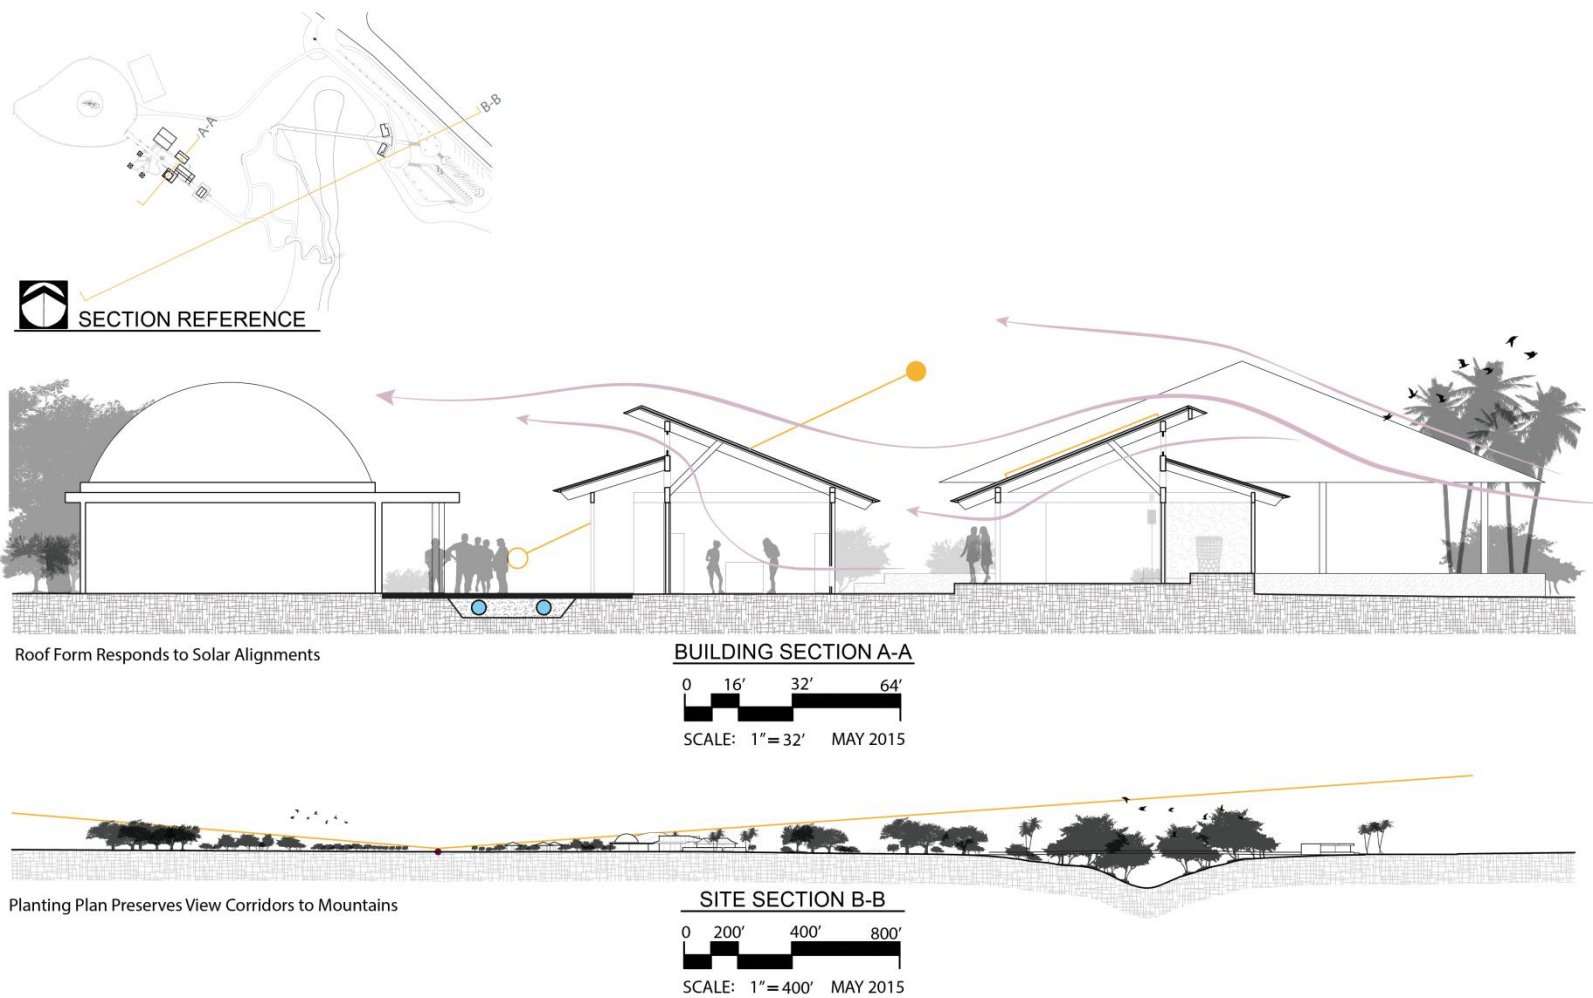 A-A
B-B
SECTION REFERENCE
Roof Form Responds to Solar Alignments
BUILDING SECTION A-A
0 16' 32' 64'
SCALE: 1"=32' MAY 2015
Planting Plan Preserves View Corridors to Mountains
SITE SECTION B-B
0 200' 400' 800'
SCALE: 1"=400' MAY 2015